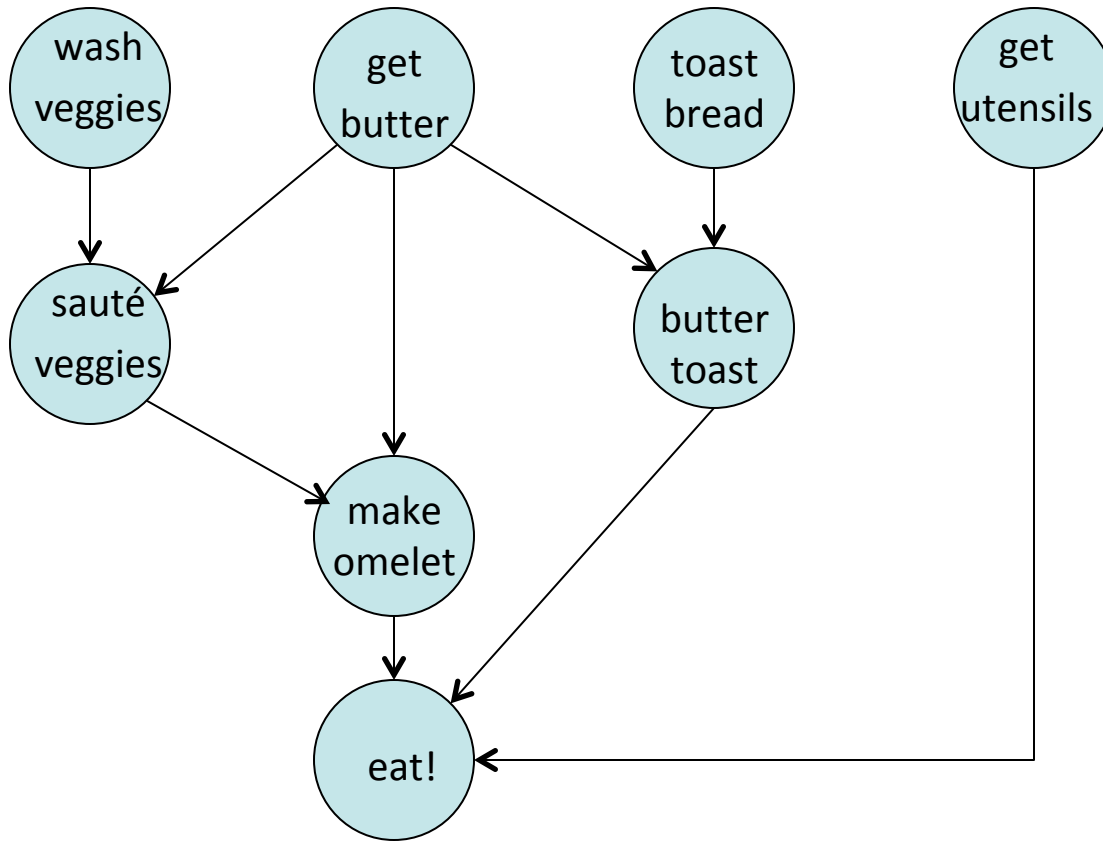 wash
veggies
get
butter
toast
bread
get
utensils
sauté
veggies
butter
toast
make
omelet
eat!